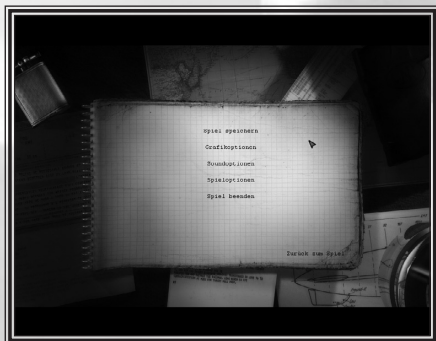 Spiel speichern
Grafikoptionen
Soundoptionen
Spieloptionen
Spiel beenden
Zurück zum Spiel